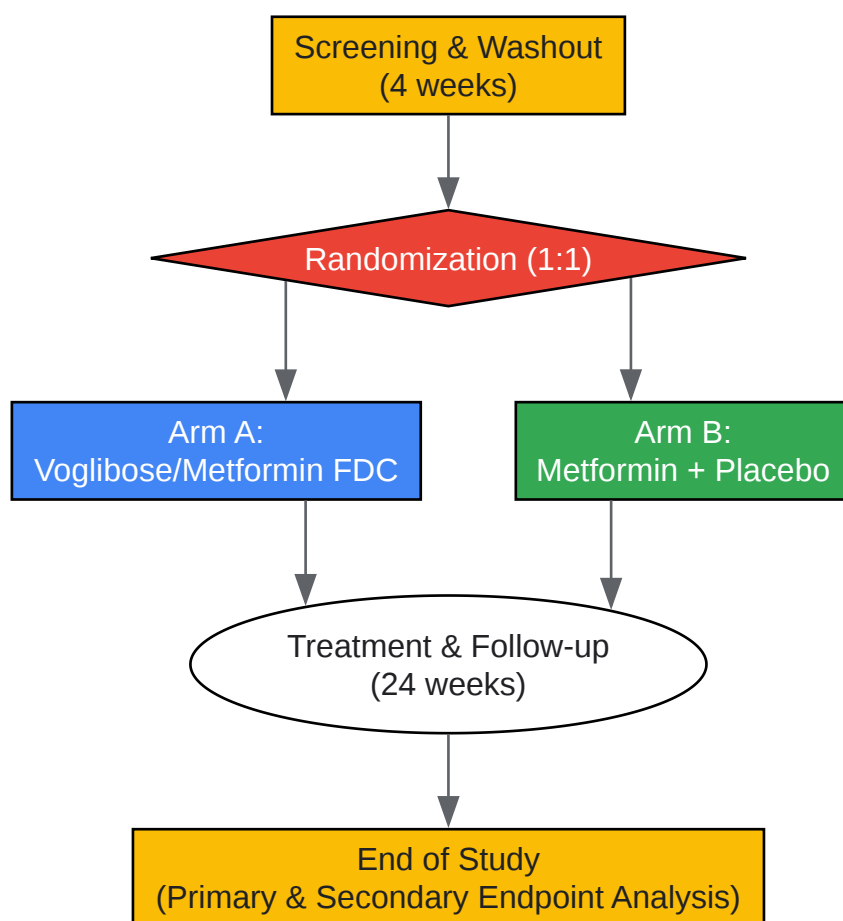 Screening & Washout
(4 weeks)
Randomization (1:1)
Arm A:
Voglibose/Metformin FDC
Arm B:
Metformin + Placebo
Treatment & Follow-up
(24 weeks)
End of Study
(Primary & Secondary Endpoint Analysis)